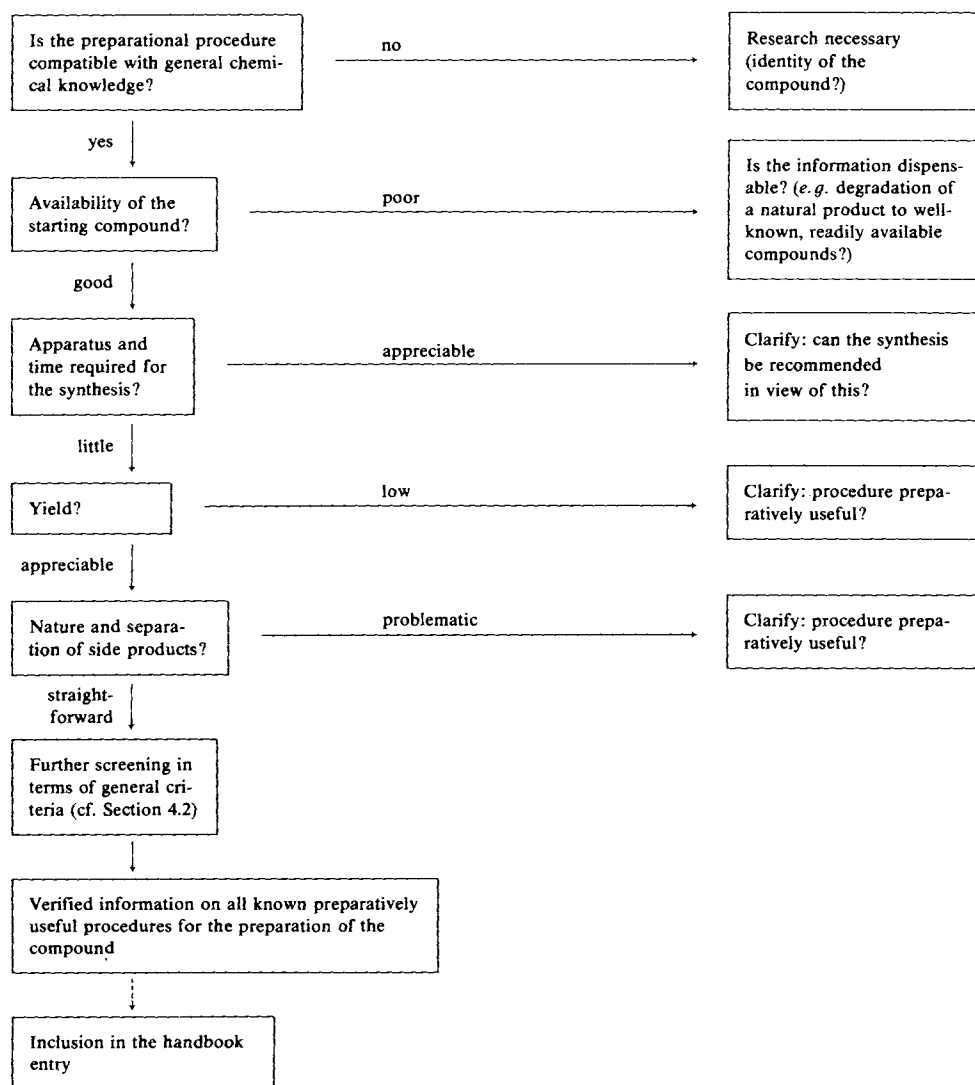 Is the preparational procedure
compatible with general chemi-
cal knowledge?
no
Research necessary
(identity of the
compound?)
yes
Availability of the
starting compound?
poor
Is the information dispens-
able? (e.g. degradation of
a natural product to well-
known, readily available
compounds?)
good
Apparatus and
time required for
the synthesis?
appreciable
Clarify: can the synthesis
be recommended
in view of this?
little
Yield?
low
Clarify: procedure prepa-
ratively useful?
appreciable
Nature and separa-
tion of side products?
problematic
Clarify: procedure prepa-
ratively useful?
straight-
forward
Further screening in
terms of general cri-
teria (cf. Section 4.2)
Verified information on all known preparatively
useful procedures for the preparation of the
compound
Inclusion in the handbook
entry